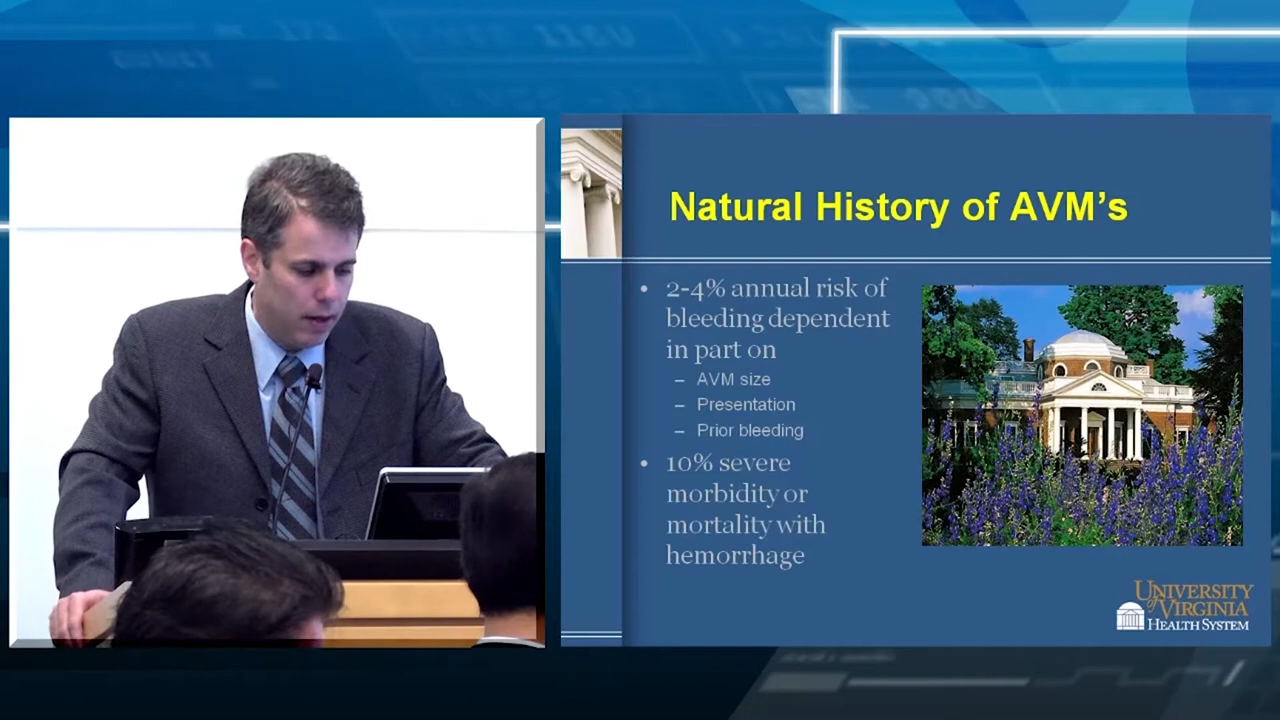 Natural History of AVM's
• 2-4% annual risk of
bleeding dependent
in part on
– AVM size
– Presentation
– Prior bleeding
• 10% severe
morbidity or
mortality with
hemorrhage
UNIVERSITY
of VIRGINIA
HEALTH SYSTEM